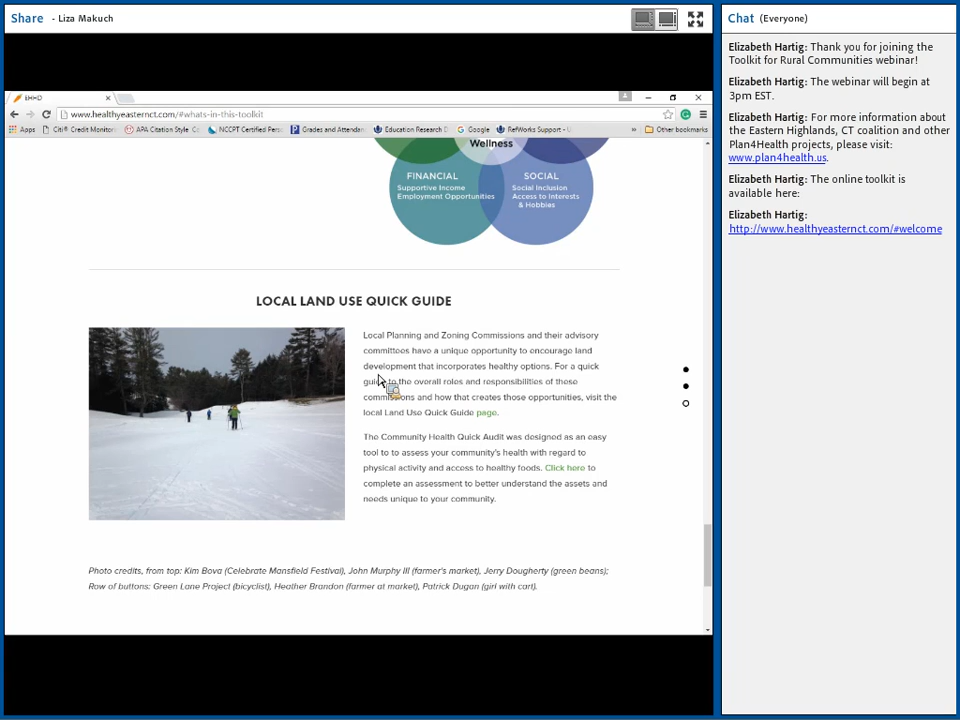 Share - Liza Makuch
EHHD
www.healthyeasternct.com/#whats-in-this-toolkit
Apps Citi® Credit Monitor APA Citation Style NCCPT Certified Pers Grades and Attendan Education Research D Google RefWorks Support - U Other bookmarks
Wellness
FINANCIAL
Supportive Income
Employment Opportunities
SOCIAL
Social Inclusion
Access to Interests
& Hobbies
LOCAL LAND USE QUICK GUIDE
Local Planning and Zoning Commissions and their advisory
committees have a unique opportunity to encourage land
development that incorporates healthy options. For a quick
guide to the overall roles and responsibilities of these
commissions and how that creates those opportunities, visit the
local Land Use Quick Guide page.
The Community Health Quick Audit was designed as an easy
tool to to assess your community's health with regard to
physical activity and access to healthy foods. Click here to
complete an assessment to better understand the assets and
needs unique to your community.
Photo credits, from top: Kim Bova (Celebrate Mansfield Festival), John Murphy III (farmer's market), Jerry Dougherty (green beans);
Row of buttons: Green Lane Project (bicyclist), Heather Brandon (farmer at market), Patrick Dugan (girl with carl).
Chat (Everyone)
Elizabeth Hartig: Thank you for joining the
Toolkit for Rural Communities webinar!
Elizabeth Hartig: The webinar will begin at
3pm EST.
Elizabeth Hartig: For more information about
the Eastern Highlands, CT coalition and other
Plan4Health projects, please visit:
www.plan4health.us.
Elizabeth Hartig: The online toolkit is
available here:
Elizabeth Hartig:
http://www.healthyeasternct.com/#welcome